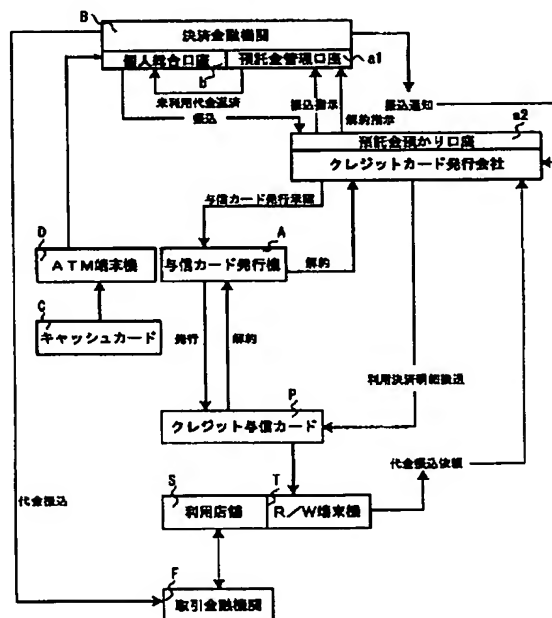 B
決済金融機関
個人総合口座
預託金管理口座
a1
b
未利用代金返済
振込
振込指示
解約指示
振込通知
a2
預託金預かり口座
クレジットカード発行会社
与信カード発行承認
D
ATM端末機
A
与信カード発行機
解約
C
キャッシュカード
発行
解約
利用決済明細後送
P
クレジット与信カード
代金振込依頼
S
利用店舗
T
R/W端末機
代金振込
F
取引金融機関